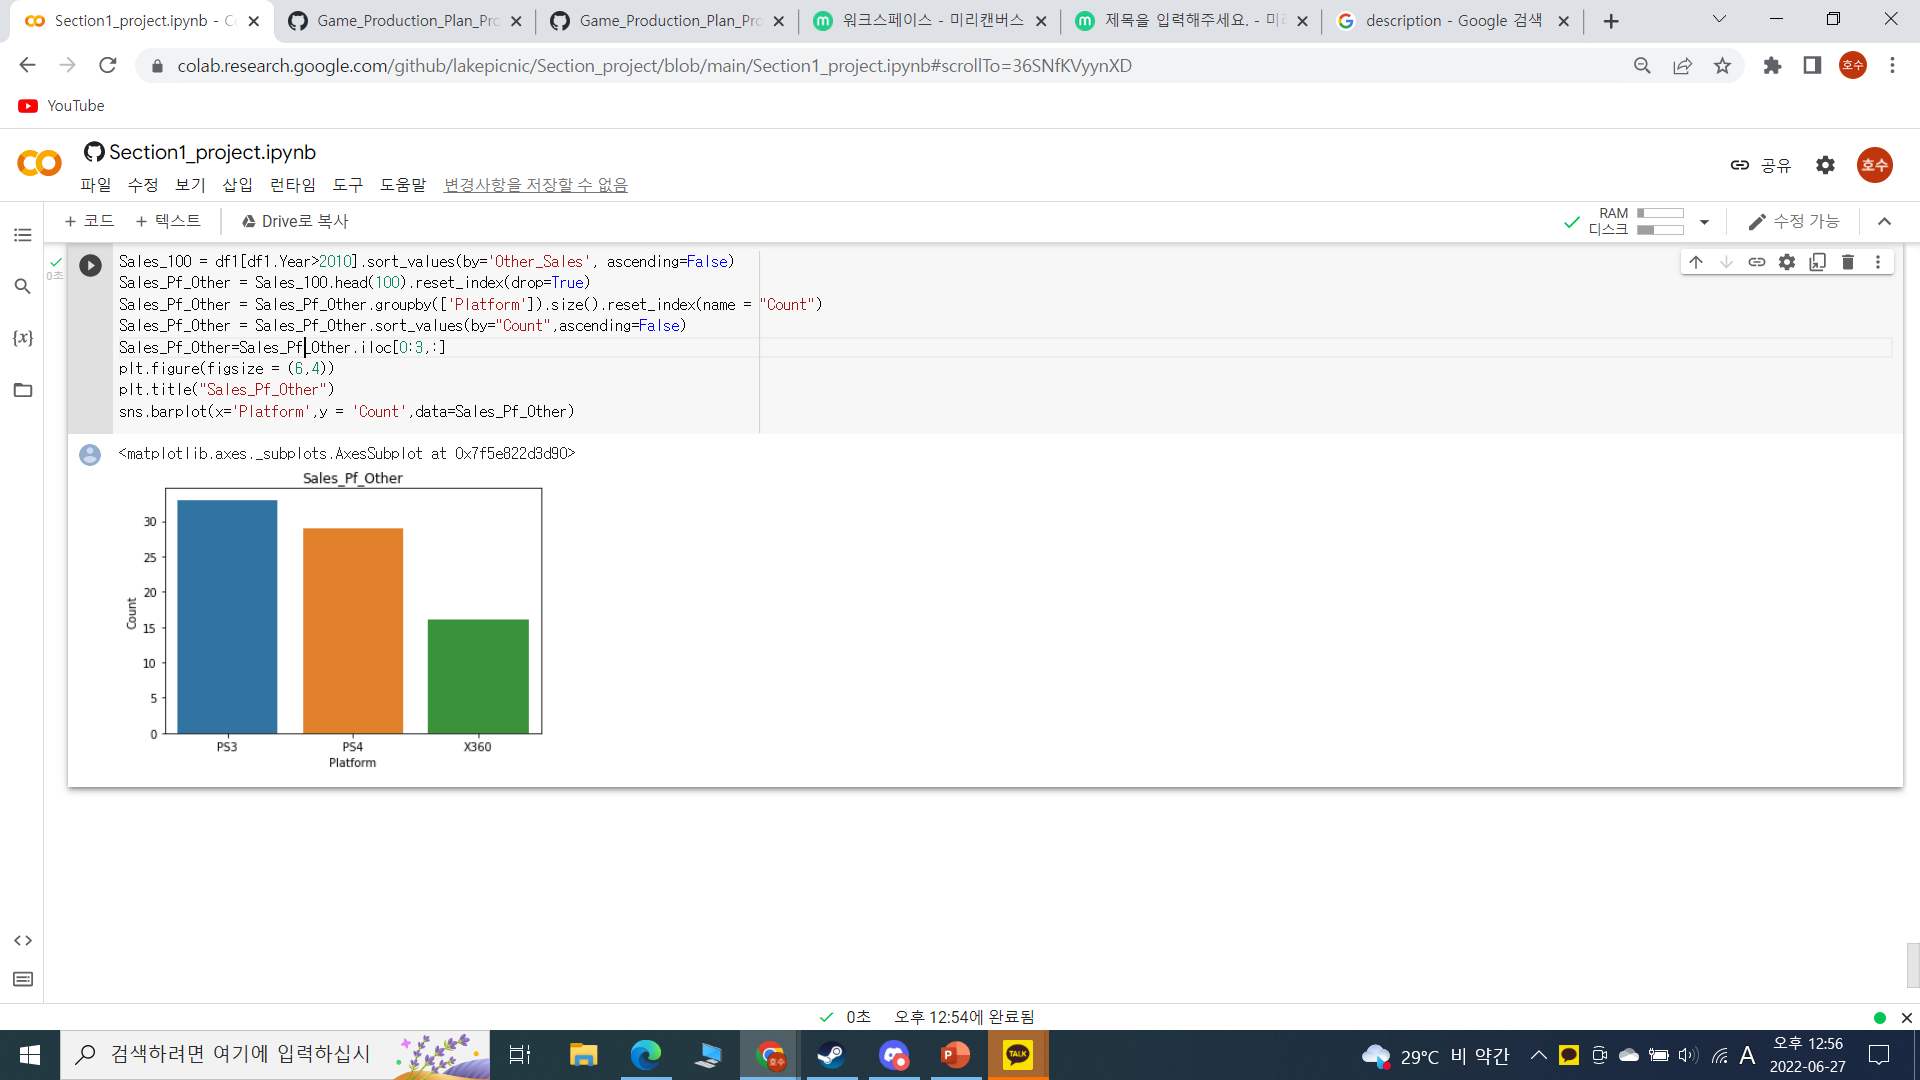 Section1_project.ipynb - Co
Game_Production_Plan_Pro
Game_Production_Plan_Pro
워크스페이스 - 미리캔버스
제목을 입력해주세요. - 미리
description - Google 검색
colab.research.google.com/github/lakepicnic/Section_project/blob/main/Section1_project.ipynb#scrollTo=36SNfKVyynXD
호수
YouTube
Section1_project.ipynb
파일 수정 보기 삽입 런타임 도구 도움말 변경사항을 저장할 수 없음
공유
호수
+ 코드 + 텍스트 Drive로 복사
RAM
디스크
수정 가능
0초
Sales_100 = df1[df1.Year>2010].sort_values(by='Other_Sales', ascending=False)
Sales_Pf_Other = Sales_100.head(100).reset_index(drop=True)
Sales_Pf_Other = Sales_Pf_Other.groupby(['Platform']).size().reset_index(name = "Count")
Sales_Pf_Other = Sales_Pf_Other.sort_values(by="Count",ascending=False)
Sales_Pf_Other=Sales_Pf_Other.iloc[0:3,:]
plt.figure(figsize = (6,4))
plt.title("Sales_Pf_Other")
sns.barplot(x='Platform',y = 'Count',data=Sales_Pf_Other)
{x}
<matplotlib.axes._subplots.AxesSubplot at 0x7f5e822d3d90>
Sales_Pf_Other
30
25
20
15
10
5
0
Count
PS3 PS4 X360
Platform
0초 오후 12:54에 완료됨
검색하려면 여기에 입력하십시
TALK
29°C 비 약간
A
오후 12:56
2022-06-27